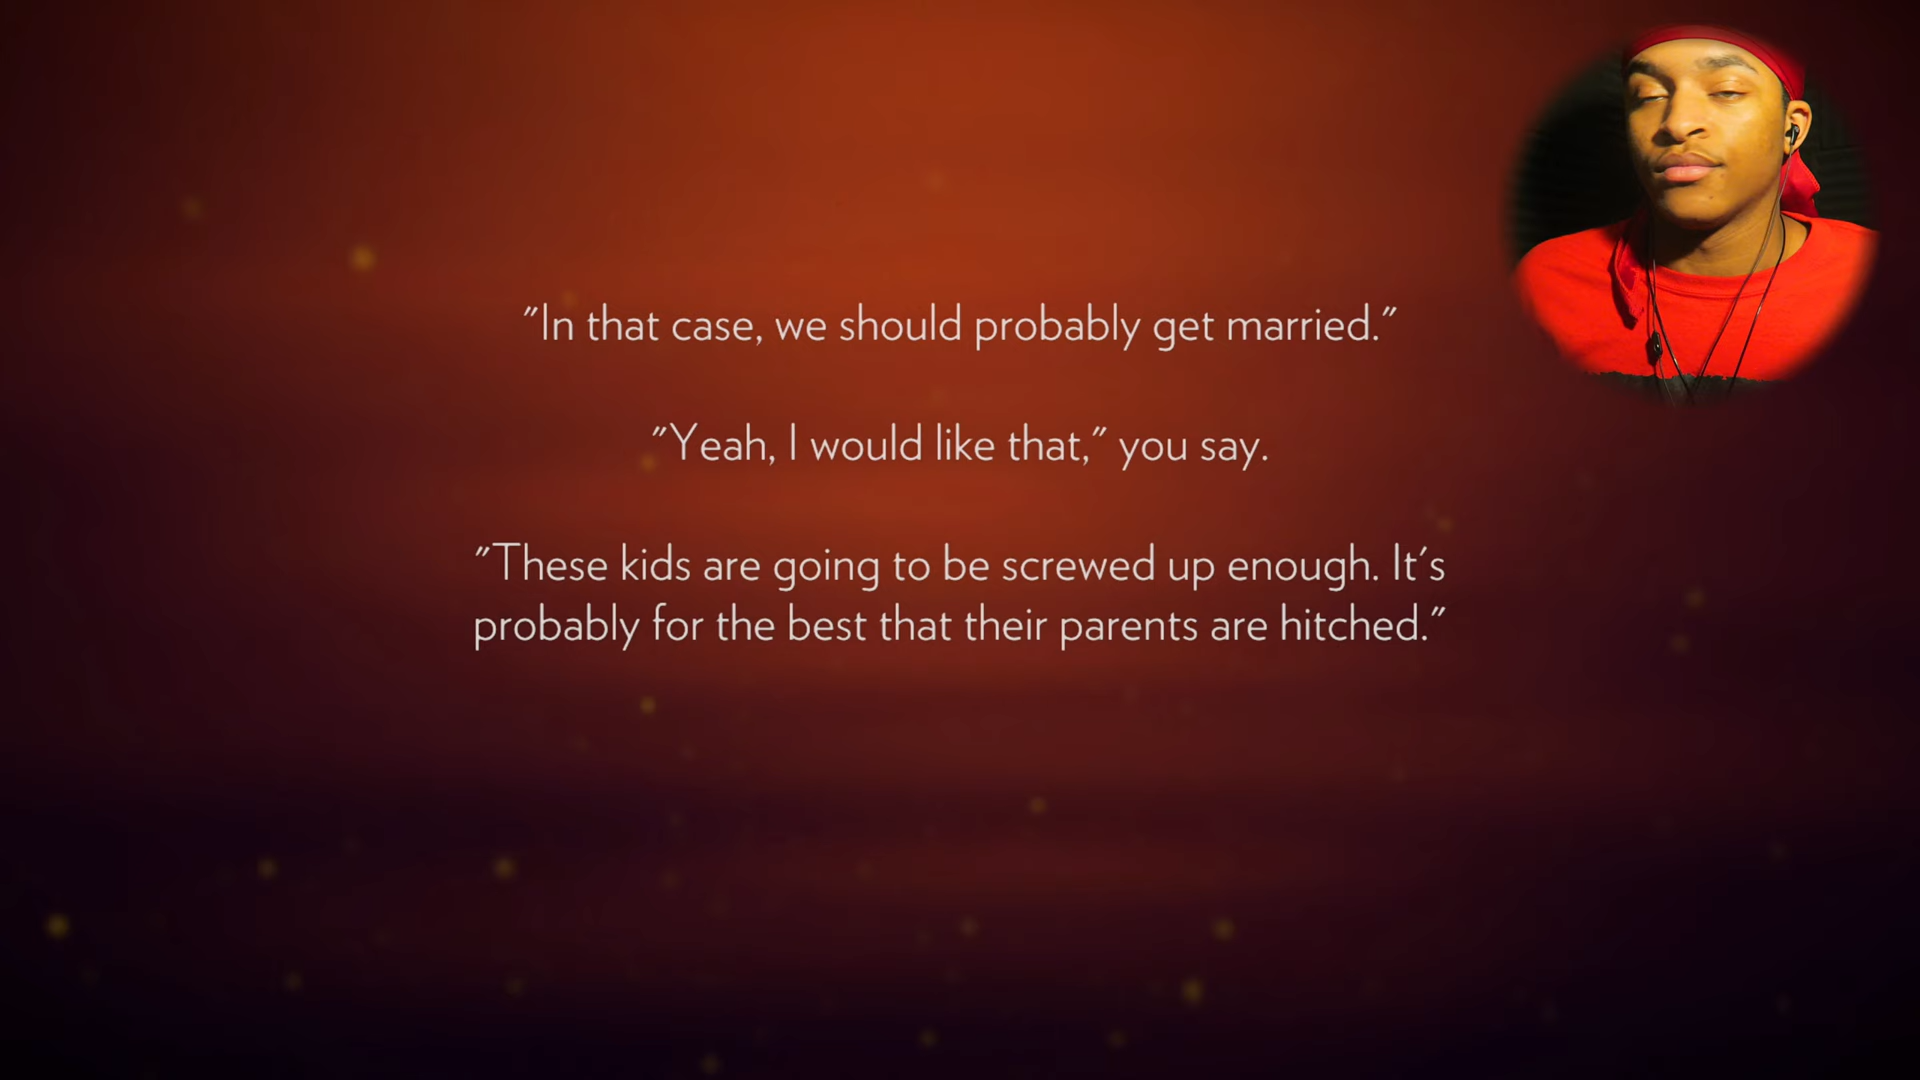 "In that case, we should probably get married."
"Yeah, I would like that," you say.
"These kids are going to be screwed up enough. It's
probably for the best that their parents are hitched."